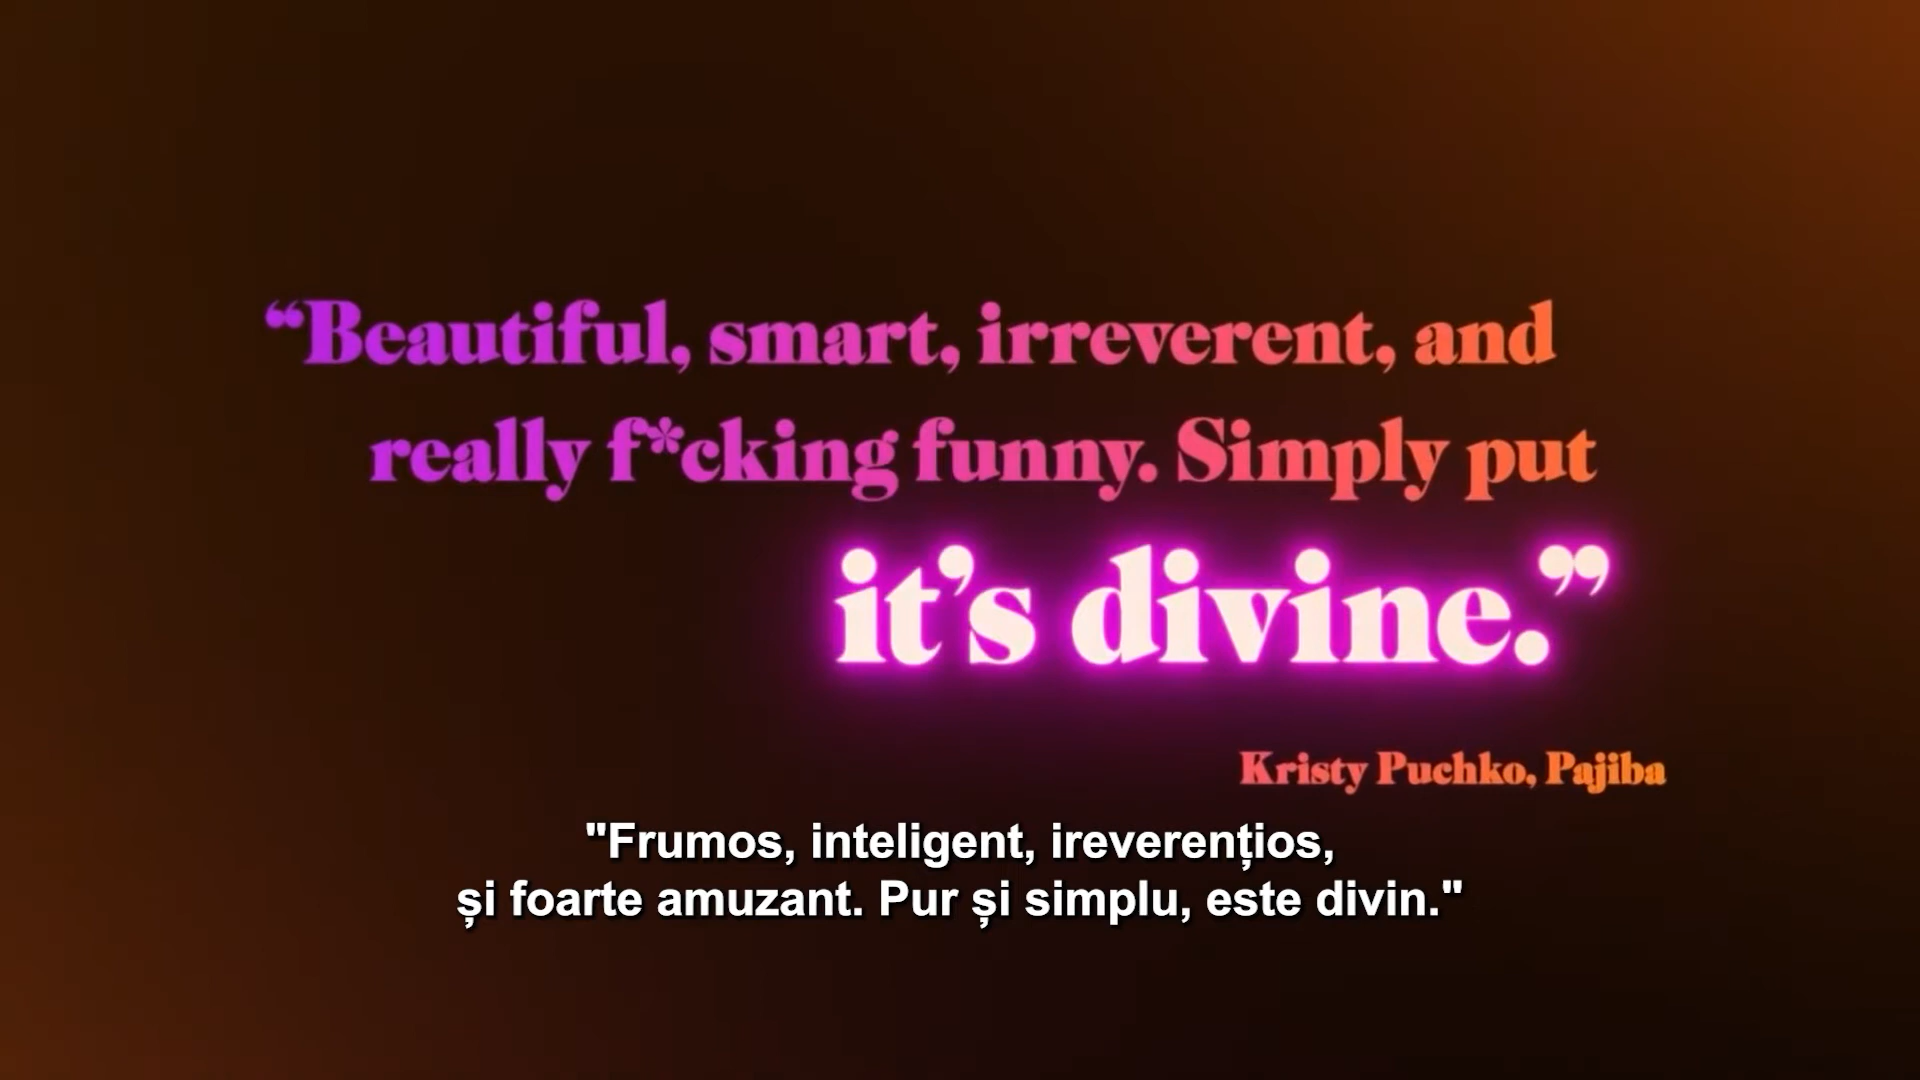 “Beautiful, smart, irreverent, and
really f*cking funny. Simply put
it’s divine.”
Kristy Puchko, Pajiba
"Frumos, inteligent, ireverențios,
și foarte amuzant. Pur și simplu, este divin."